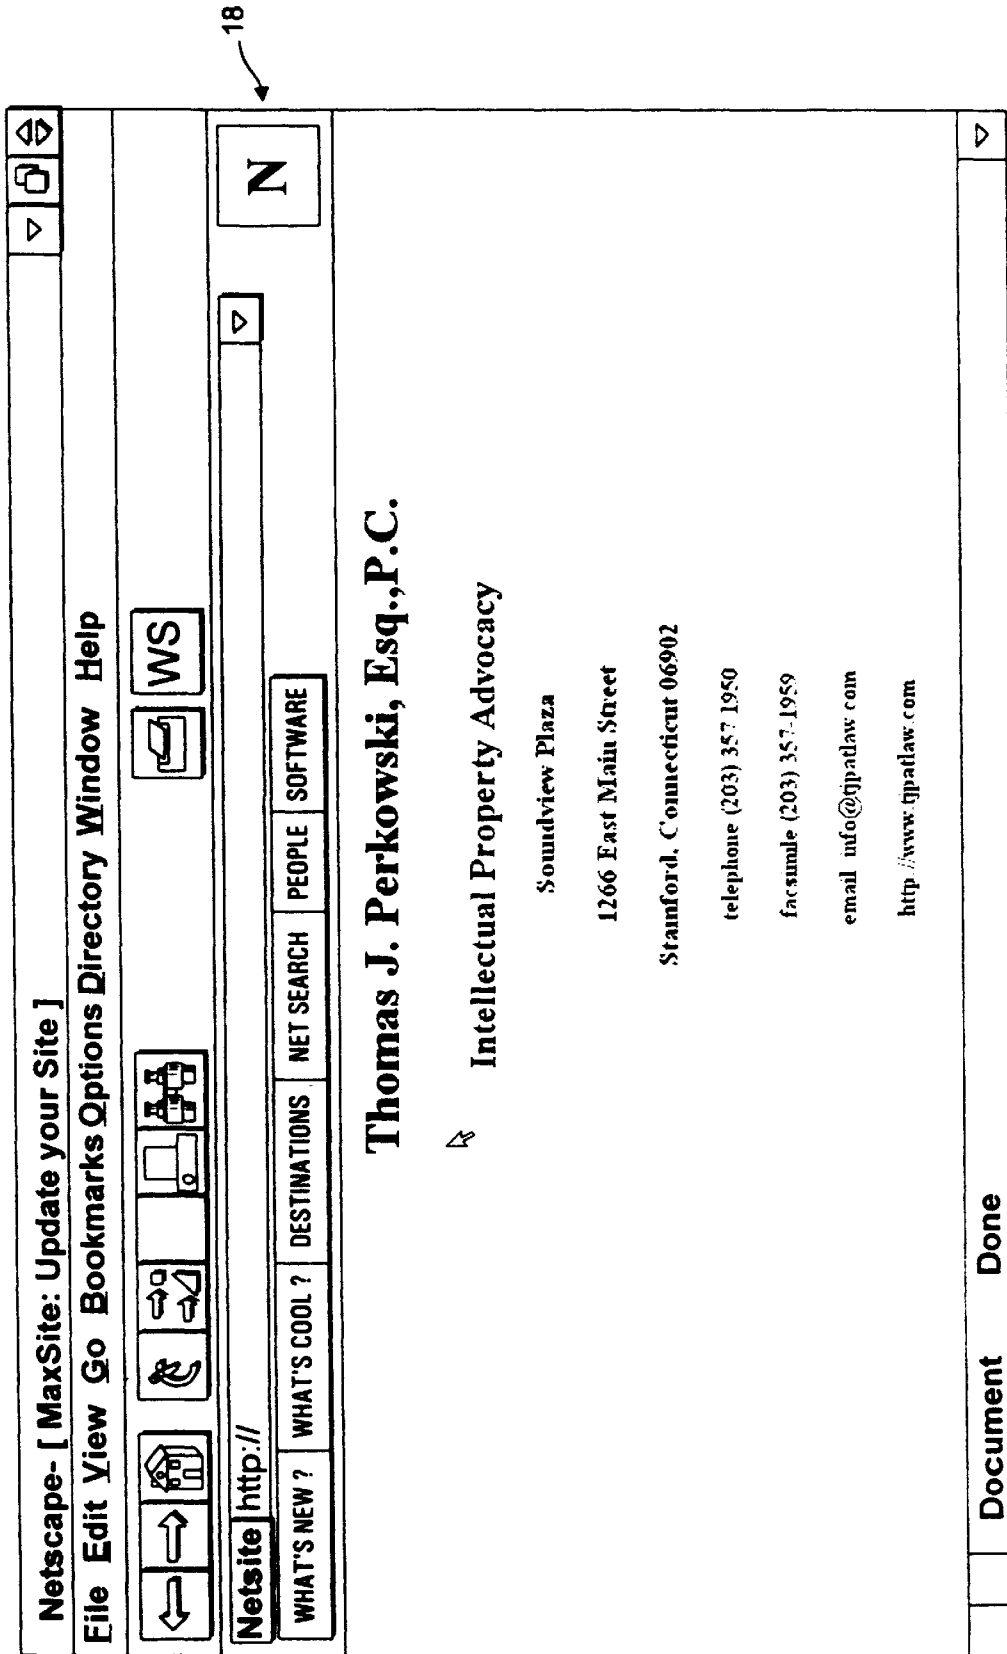 18
Netscape- [ MaxSite: Update your Site ]
File Edit View Go Bookmarks Options Directory Window Help
WS
Netsite http://
N
WHAT'S NEW ? WHAT'S COOL ? DESTINATIONS NET SEARCH PEOPLE SOFTWARE
Thomas J. Perkowski, Esq.,P.C.
Intellectual Property Advocacy
Soundview Plaza
1266 East Main Street
Stamford, Connecticut 06902
telephone (203) 357 1950
facsimile (203) 357-1959
email info@tjpatlaw com
http //www.tjpatlaw.com
Document Done